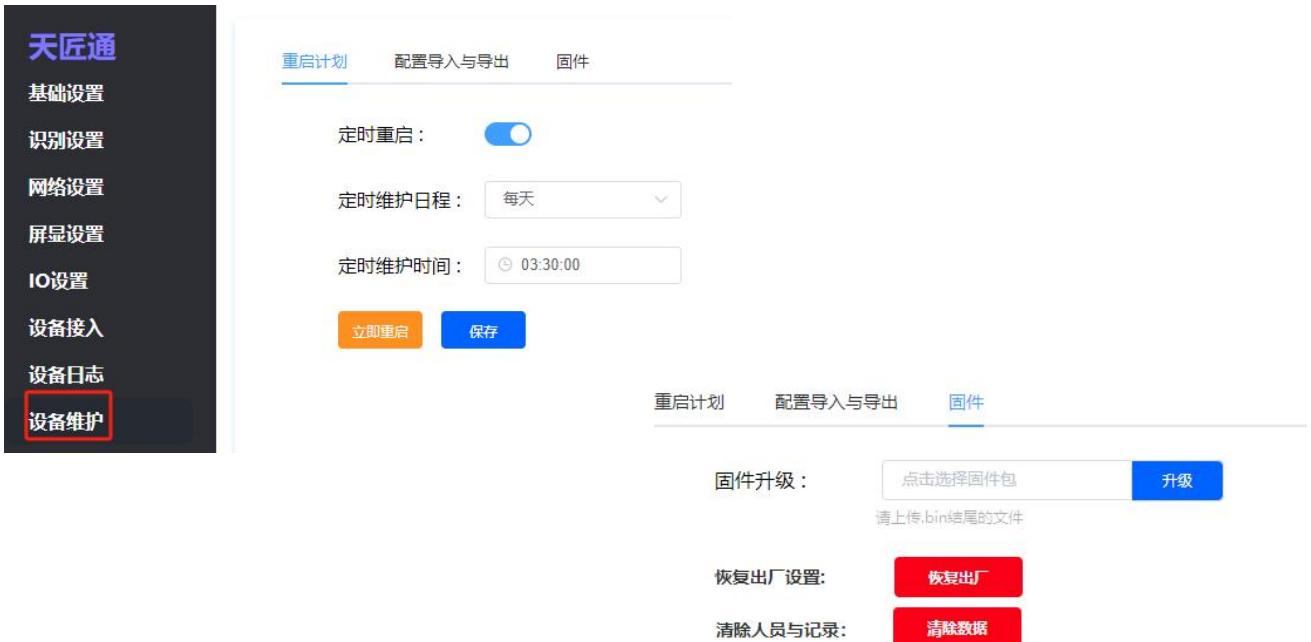 天匠通
基础设置
识别设置
网络设置
屏显设置
IO设置
设备接入
设备日志
设备维护
重启计划 配置导入与导出 固件
定时重启：
定时维护日程： 每天
定时维护时间： 03:30:00
立即重启 保存
重启计划 配置导入与导出 固件
固件升级： 点击选择固件包 升级
请上传.bin结尾的文件
恢复出厂设置: 恢复出厂
清除人员与记录: 清除数据